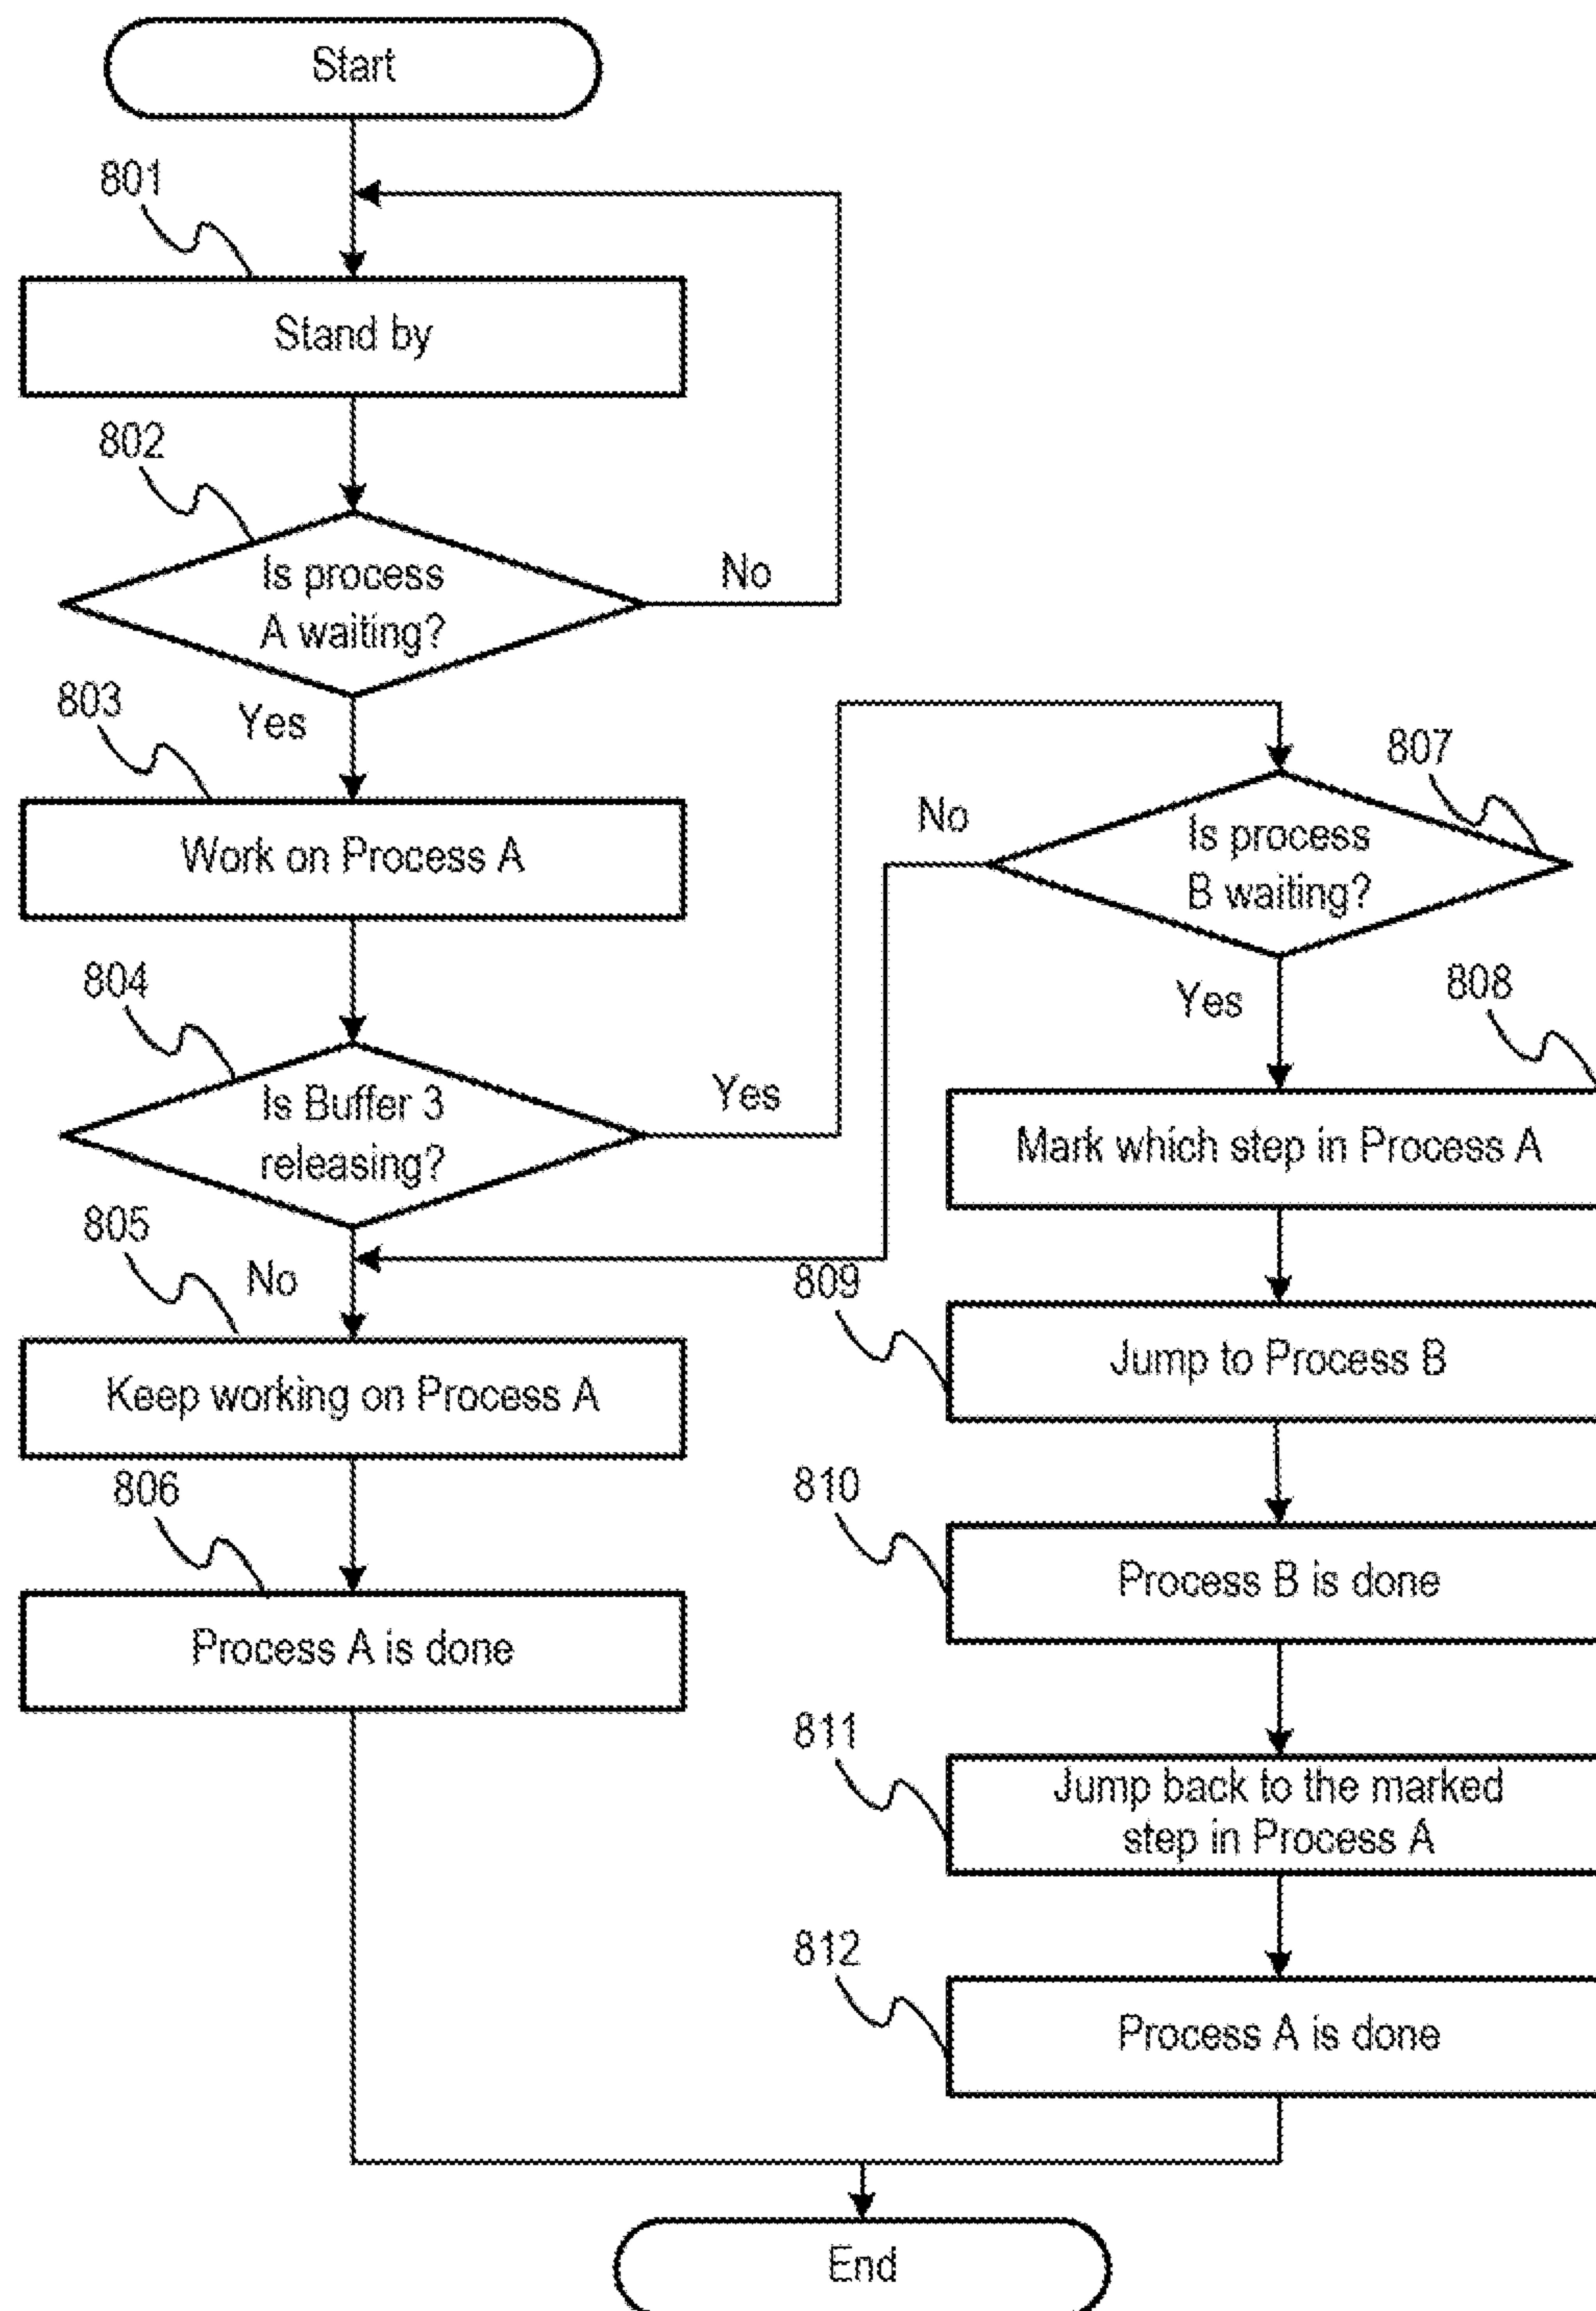 Start
801
Stand by
802
Is process
A waiting?
No
Yes
803
Work on Process A
804
Is Buffer 3
releasing?
Yes
No
805
Keep working on Process A
806
Process A is done
807
Is process
B waiting?
No
Yes
808
Mark which step in Process A
809
Jump to Process B
810
Process B is done
811
Jump back to the marked
step in Process A
812
Process A is done
End